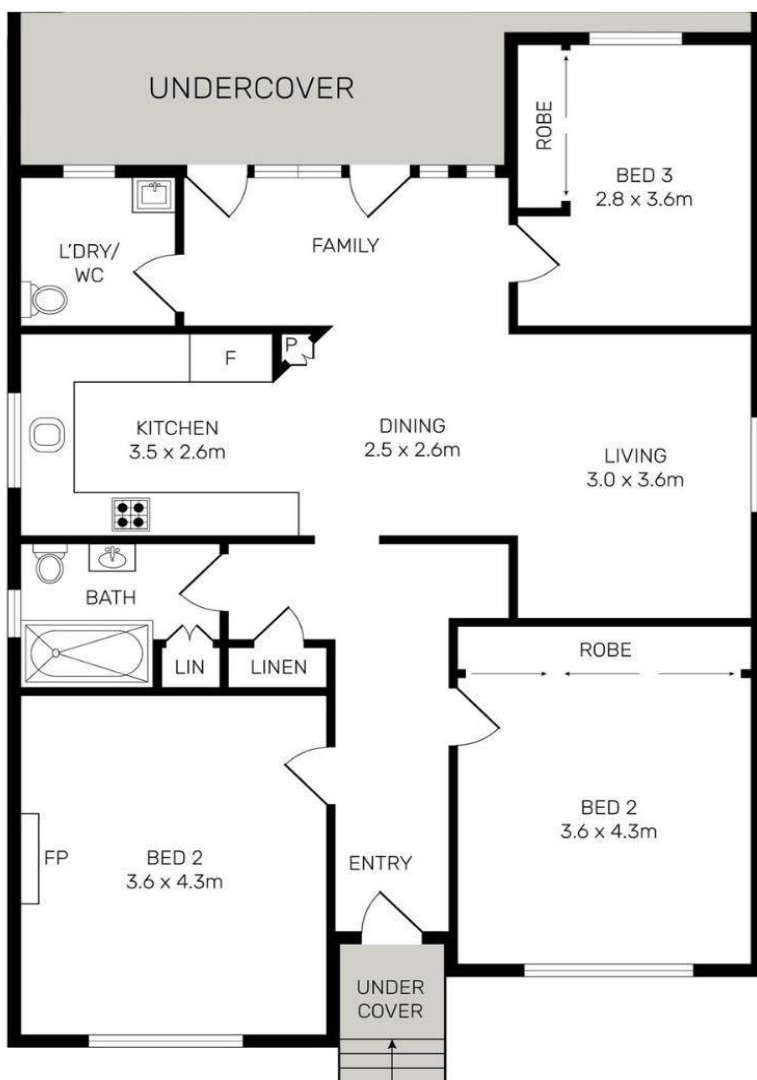 UNDERCOVER
ROBE
BED 3
2.8 x 3.6m
L'DRY/
WC
FAMILY
F
P
KITCHEN
3.5 x 2.6m
DINING
2.5 x 2.6m
LIVING
3.0 x 3.6m
BATH
LIN
LINEN
ROBE
FP
BED 2
3.6 x 4.3m
ENTRY
BED 2
3.6 x 4.3m
UNDER
COVER